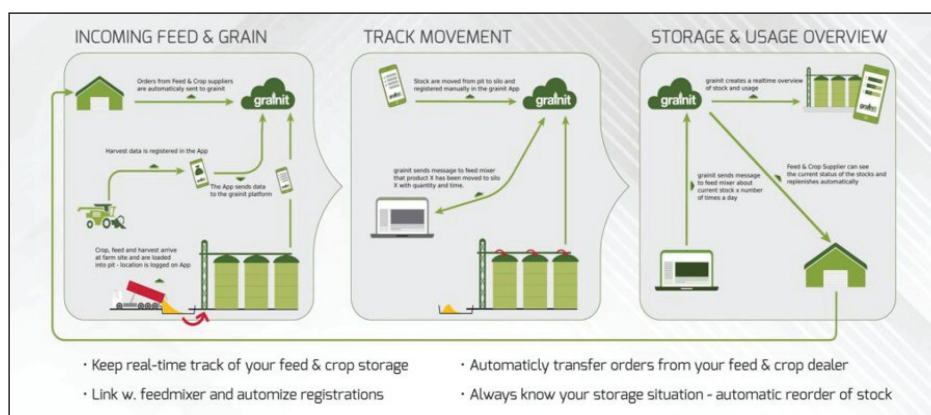 INCOMING FEED & GRAIN
Orders from Feed & Crop suppliers
are automaticaly sent to grainit
grainit
Harvest data is registered in the App
The App sends data
to the grainit platform
Crop, feed and harvest arrive
at farm site and are loaded
into pit - location is logged on App
TRACK MOVEMENT
Stock are moved from pit to silo and
registered manually in the grainit App
grainit
grainit sends message to feed mixer
that product X has been moved to silo
X with quantity and time.
STORAGE & USAGE OVERVIEW
grainit creates a realtime overview
of stock and usage
grainit
Feed & Crop Supplier can see
the current status of the stocks and
replenishes automatically
grainit sends message
to feed mixer about
current stock x number
of times a day
· Keep real-time track of your feed & crop storage
· Link w. feedmixer and automize registrations
· Automaticly transfer orders from your feed & crop dealer
· Always know your storage situation - automatic reorder of stock